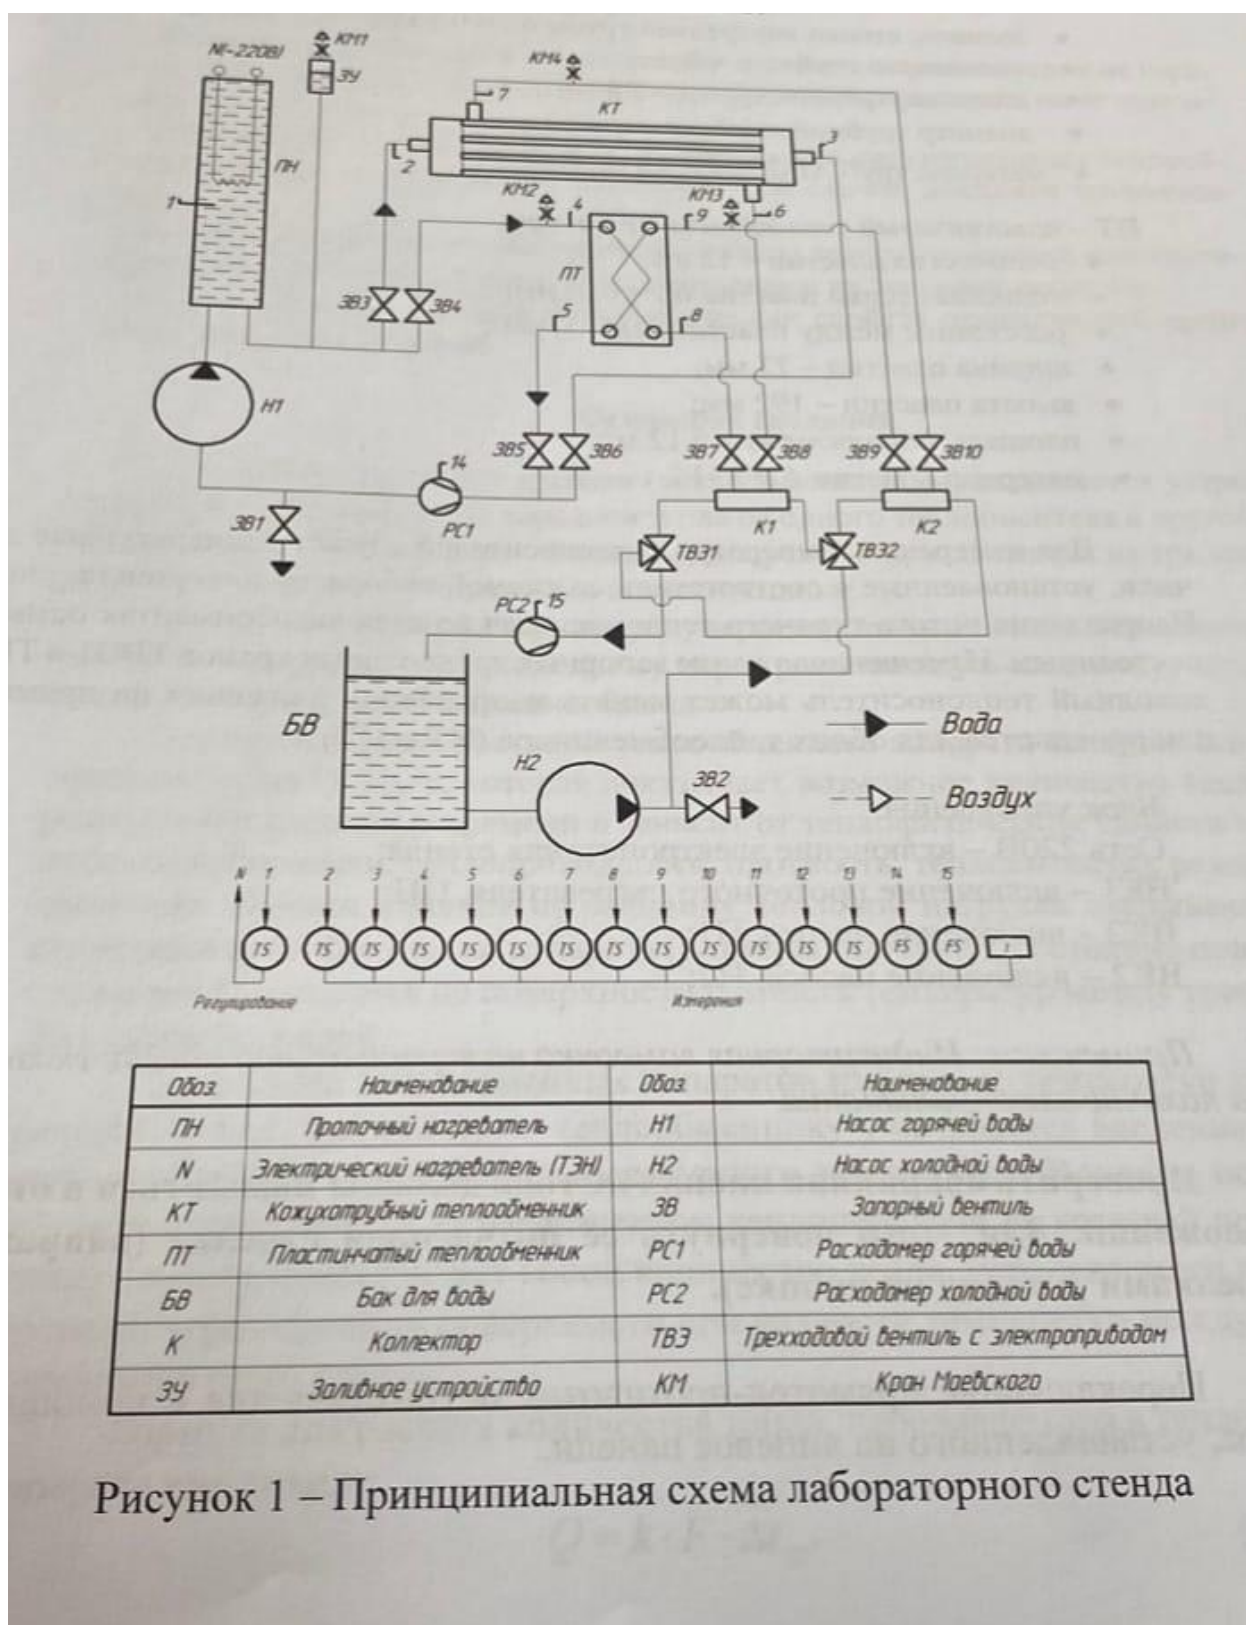 N(~220В)
КМ1
ЗУ
КМ4
7
КТ
3
2
ПН
1
КМ2
4
КМ3
9
6
ПТ
ЗВ3
ЗВ4
5
8
Н1
ЗВ5
ЗВ6
ЗВ7
ЗВ8
ЗВ9
ЗВ10
14
ЗВ1
РС1
К1
К2
ТВЭ1
ТВЭ2
РС2
15
БВ
Вода
Н2
ЗВ2
Воздух
N 1 2 3 4 5 6 7 8 9 10 11 12 13 14 15
TS TS TS TS TS TS TS TS TS TS TS TS TS FS FS
Регулирование
Измерения
Обоз. Наименование Обоз. Наименование
ПН Проточный нагреватель Н1 Насос горячей воды
N Электрический нагреватель (ТЭН) Н2 Насос холодной воды
КТ Кожухотрубный теплообменник ЗВ Запорный вентиль
ПТ Пластинчатый теплообменник РС1 Расходомер горячей воды
БВ Бак для воды РС2 Расходомер холодной воды
К Коллектор ТВЭ Трехходовой вентиль с электроприводом
ЗУ Заливное устройство КМ Кран Маевского
Рисунок 1 – Принципиальная схема лабораторного стенда